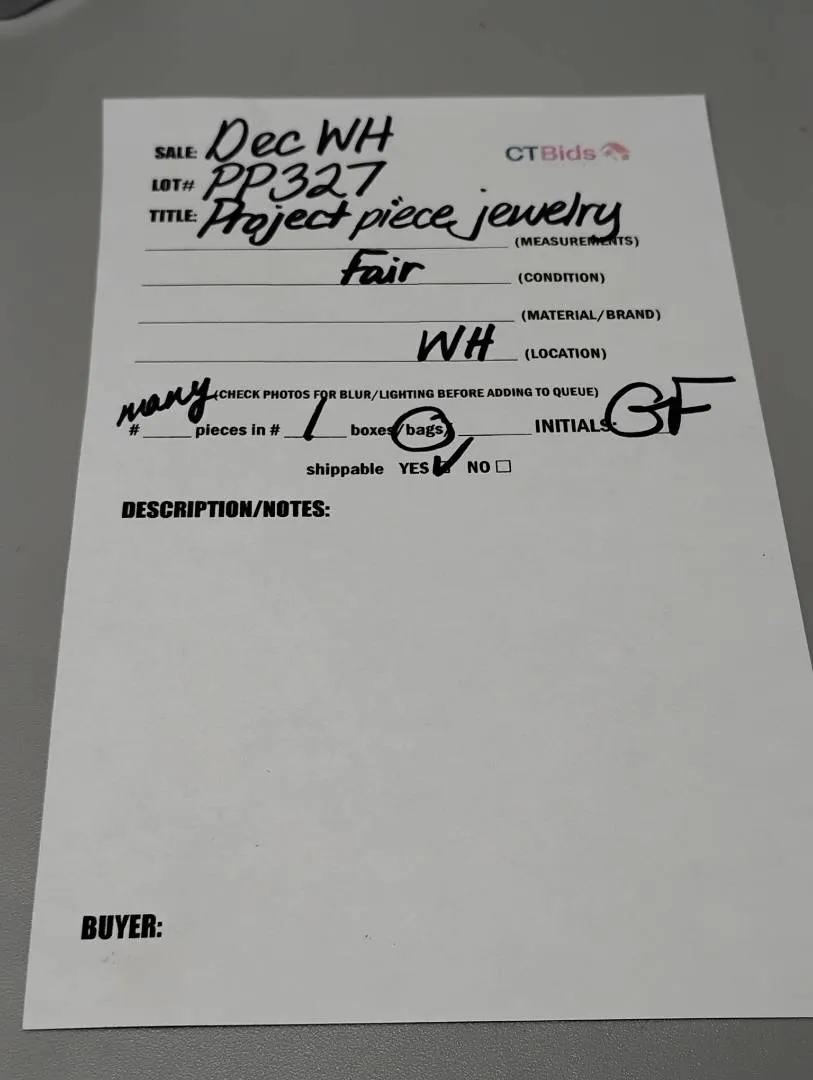 SALE: Dec WH CTBids
LOT# PP327
TITLE: Project piece jewelry
(MEASUREMENTS)
Fair (CONDITION)
(MATERIAL/BRAND)
WH (LOCATION)
(CHECK PHOTOS FOR BLUR/LIGHTING BEFORE ADDING TO QUEUE)
# many pieces in # 1 boxes/bags/ INITIALS: GF
shippable YES ☑ NO ☐
DESCRIPTION/NOTES:
BUYER: